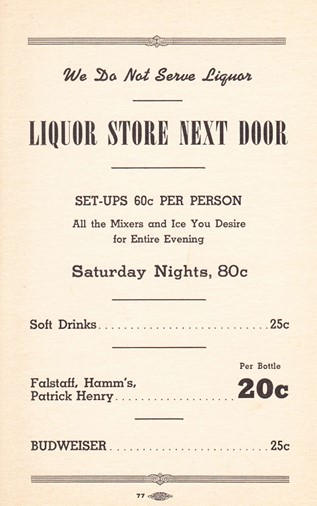 We Do Not Serve Liquor
LIQUOR STORE NEXT DOOR
SET-UPS 60c PER PERSON
All the Mixers and Ice You Desire
for Entire Evening
Saturday Nights, 80c
Soft Drinks..........................25c
Per Bottle
Falstaff, Hamm's,
Patrick Henry.................. 20c
BUDWEISER........................25c
77